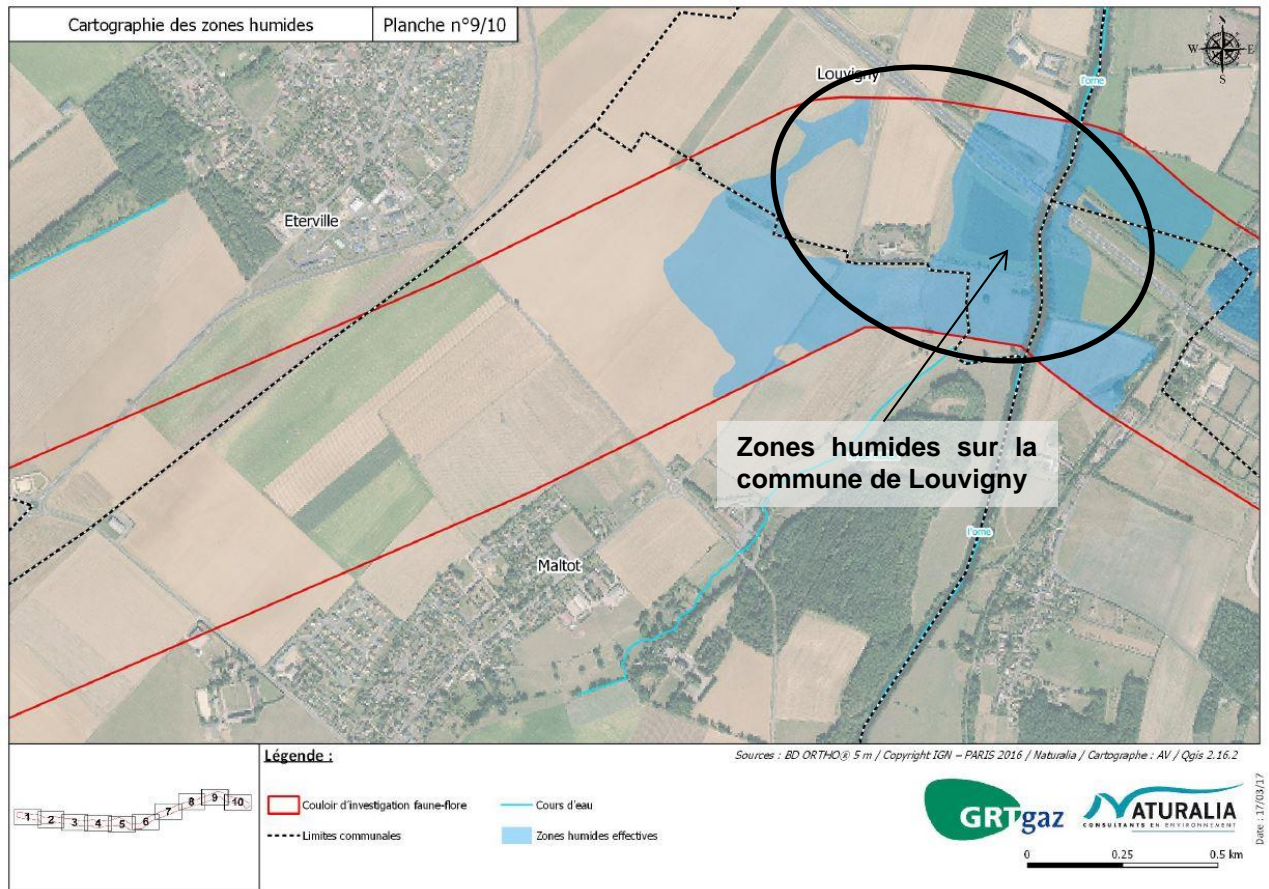 Cartographie des zones humides
Planche n°9/10
N
W E
S
Louvigny
l'orne
Eterville
Zones humides sur la
commune de Louvigny
Maltot
l'orne
Légende :
Sources : BD ORTHO® 5 m / Copyright IGN – PARIS 2016 / Naturalia / Cartographe : AV / Qgis 2.16.2
1 2 3 4 5 6 7 8 9 10
Couloir d'investigation faune-flore
Cours d'eau
Limites communales
Zones humides effectives
GRTgaz
NATURALIA
CONSULTANTS EN ENVIRONNEMENT
Date : 17/03/17
0 0.25 0.5 km